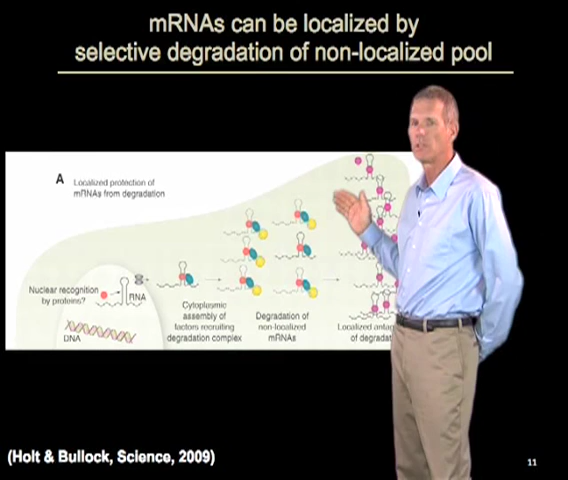 mRNAs can be localized by
selective degradation of non-localized pool
A Localized protection of
mRNAs from degradation
Nuclear recognition
by proteins?
RNA
DNA
Cytoplasmic
assembly of
factors recruiting
degradation complex
Degradation of
non-localized
mRNAs
Localized
of
(Holt & Bullock, Science, 2009)
11